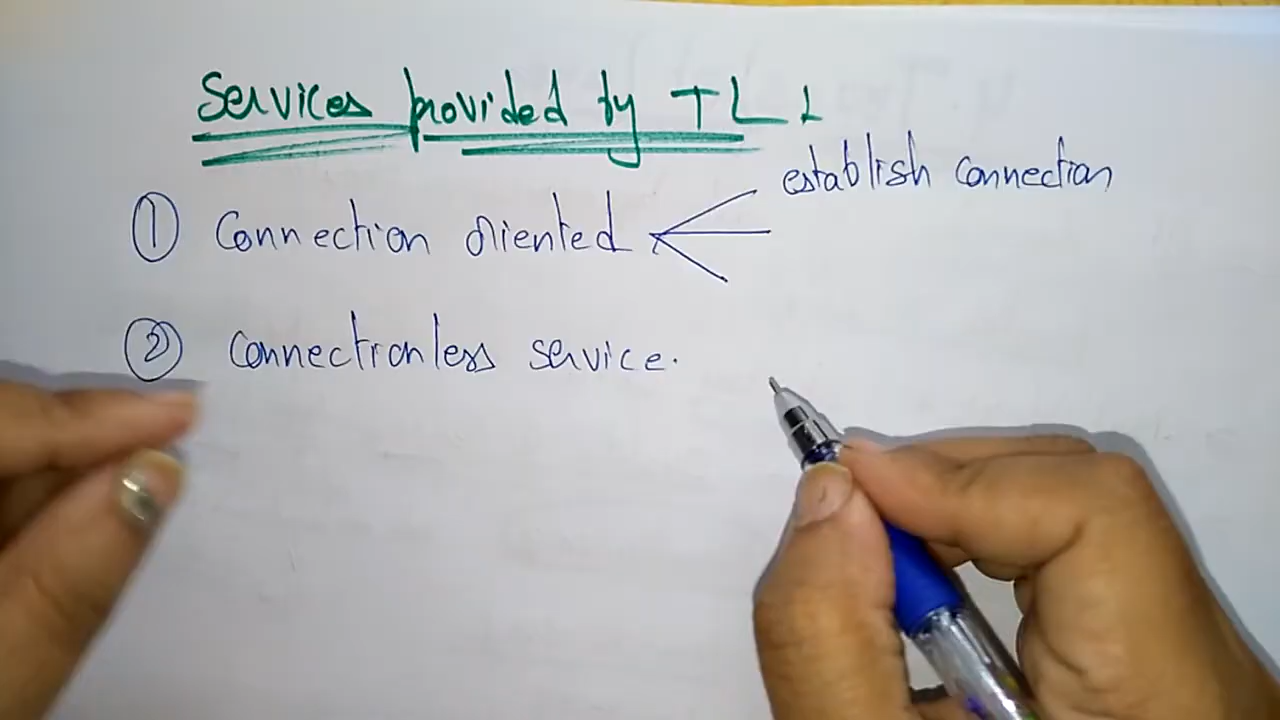 Services provided by TL :
establish connection
① Connection oriented
② Connectionless service.